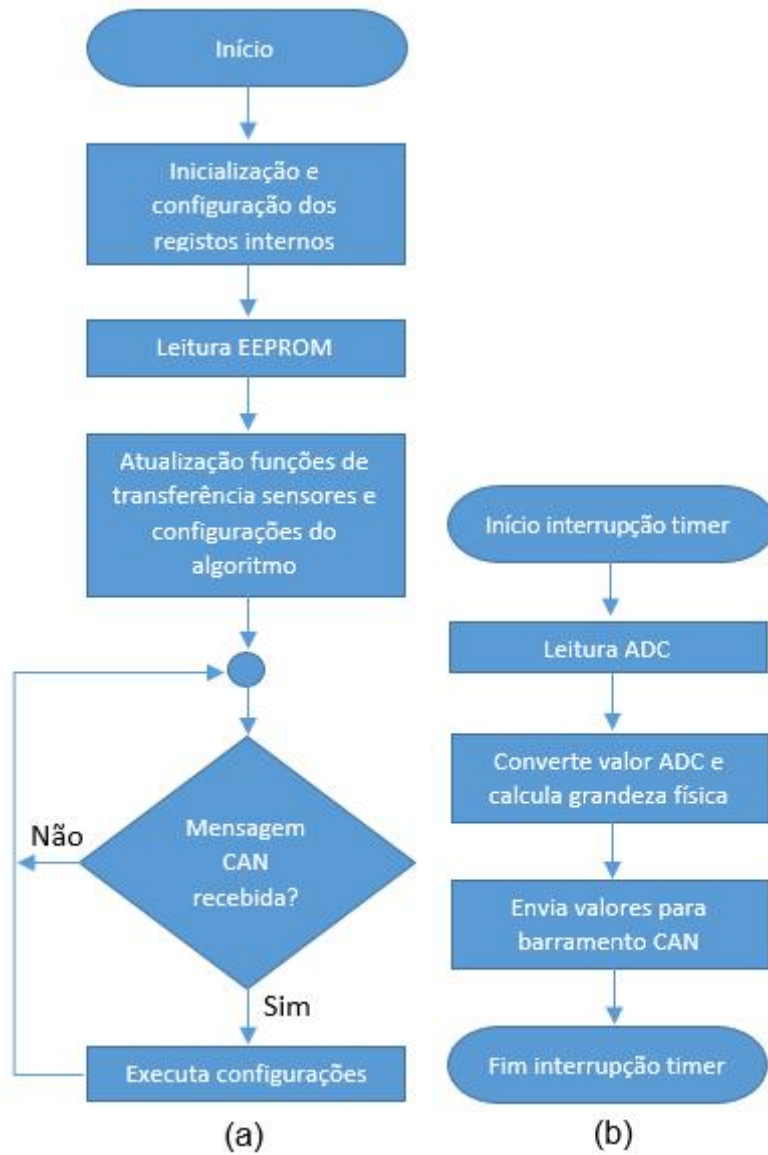 Início
Inicialização e
configuração dos
registos internos
Leitura EEPROM
Atualização funções de
transferência sensores e
configurações do
algoritmo
Mensagem
CAN
recebida?
Não
Sim
Executa configurações
(a)
Início interrupção timer
Leitura ADC
Converte valor ADC e
calcula grandeza física
Envia valores para
barramento CAN
Fim interrupção timer
(b)